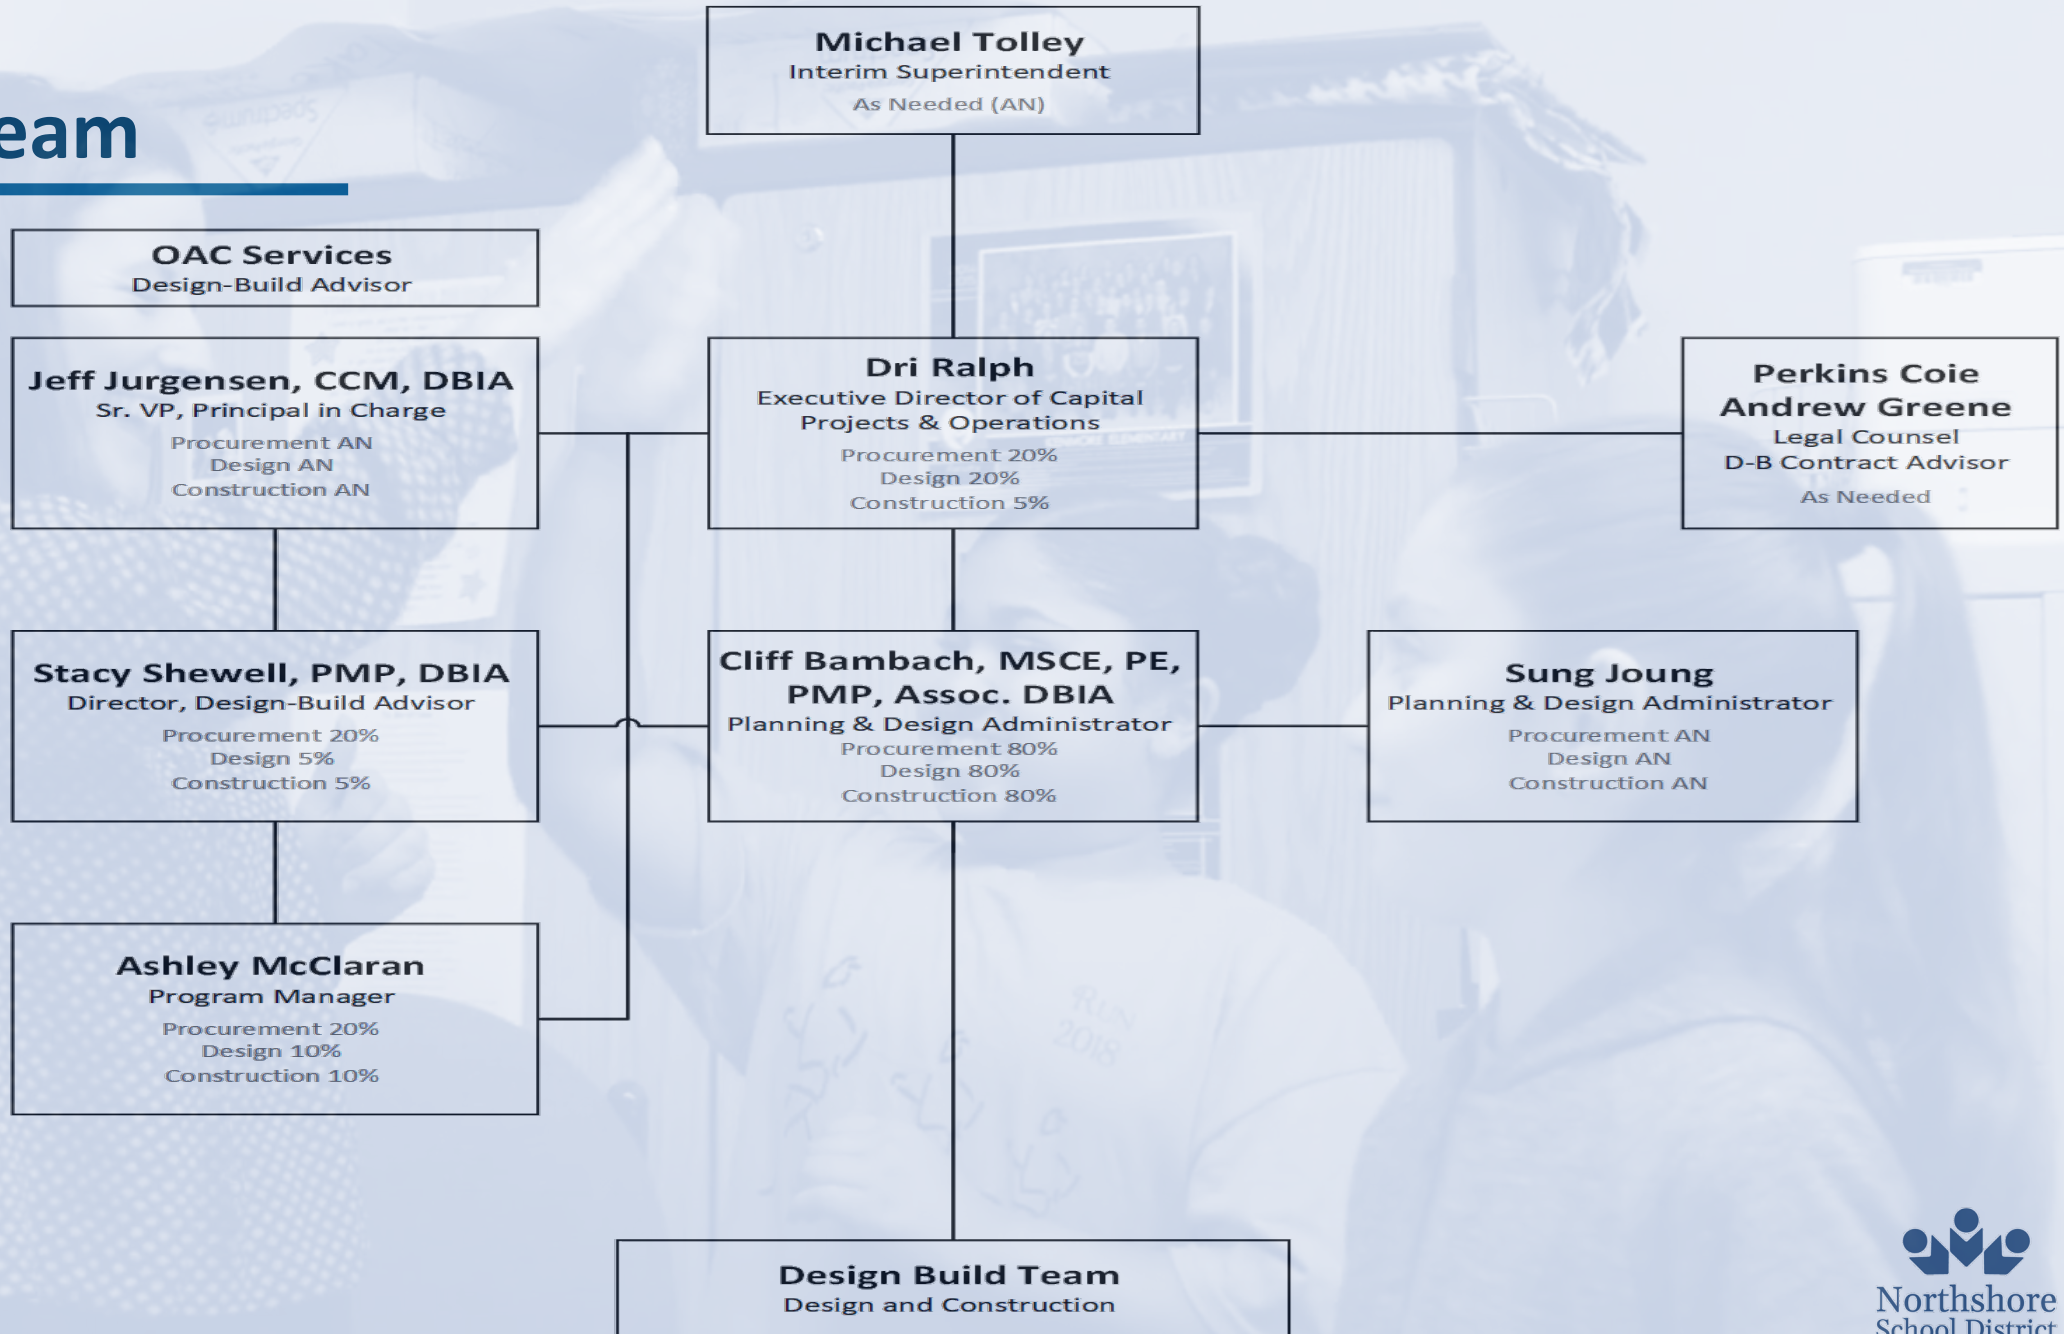 eam
Michael Tolley
Interim Superintendent
As Needed (AN)
OAC Services
Design-Build Advisor
Jeff Jurgensen, CCM, DBIA
Sr. VP, Principal in Charge
Procurement AN
Design AN
Construction AN
Dri Ralph
Executive Director of Capital
Projects & Operations
Procurement 20%
Design 20%
Construction 5%
Perkins Coie
Andrew Greene
Legal Counsel
D-B Contract Advisor
As Needed
Stacy Shewell, PMP, DBIA
Director, Design-Build Advisor
Procurement 20%
Design 5%
Construction 5%
Cliff Bambach, MSCE, PE,
PMP, Assoc. DBIA
Planning & Design Administrator
Procurement 80%
Design 80%
Construction 80%
Sung Joung
Planning & Design Administrator
Procurement AN
Design AN
Construction AN
Ashley McClaran
Program Manager
Procurement 20%
Design 10%
Construction 10%
RUN
2018
Design Build Team
Design and Construction
Northshore
School District